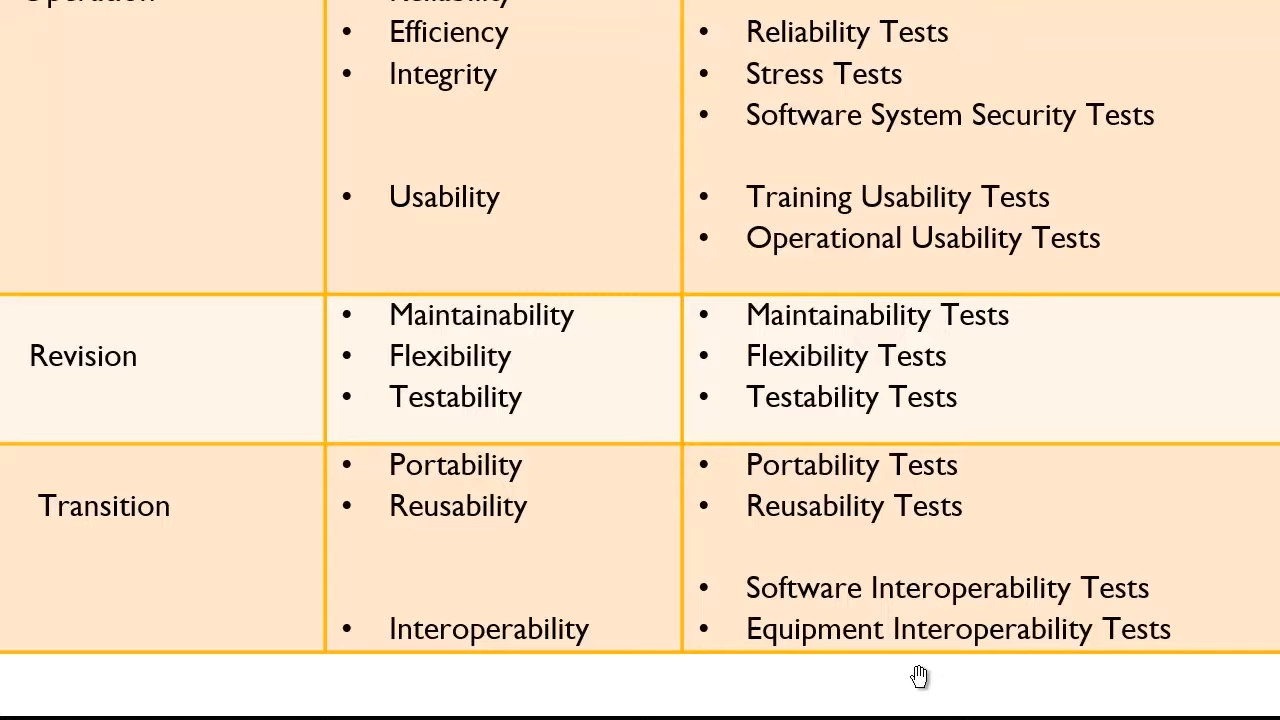 Operation
• Reliability
• Efficiency
• Integrity
• Usability
• Reliability Tests
• Stress Tests
• Software System Security Tests
• Training Usability Tests
• Operational Usability Tests
Revision
• Maintainability
• Flexibility
• Testability
• Maintainability Tests
• Flexibility Tests
• Testability Tests
Transition
• Portability
• Reusability
• Interoperability
• Portability Tests
• Reusability Tests
• Software Interoperability Tests
• Equipment Interoperability Tests